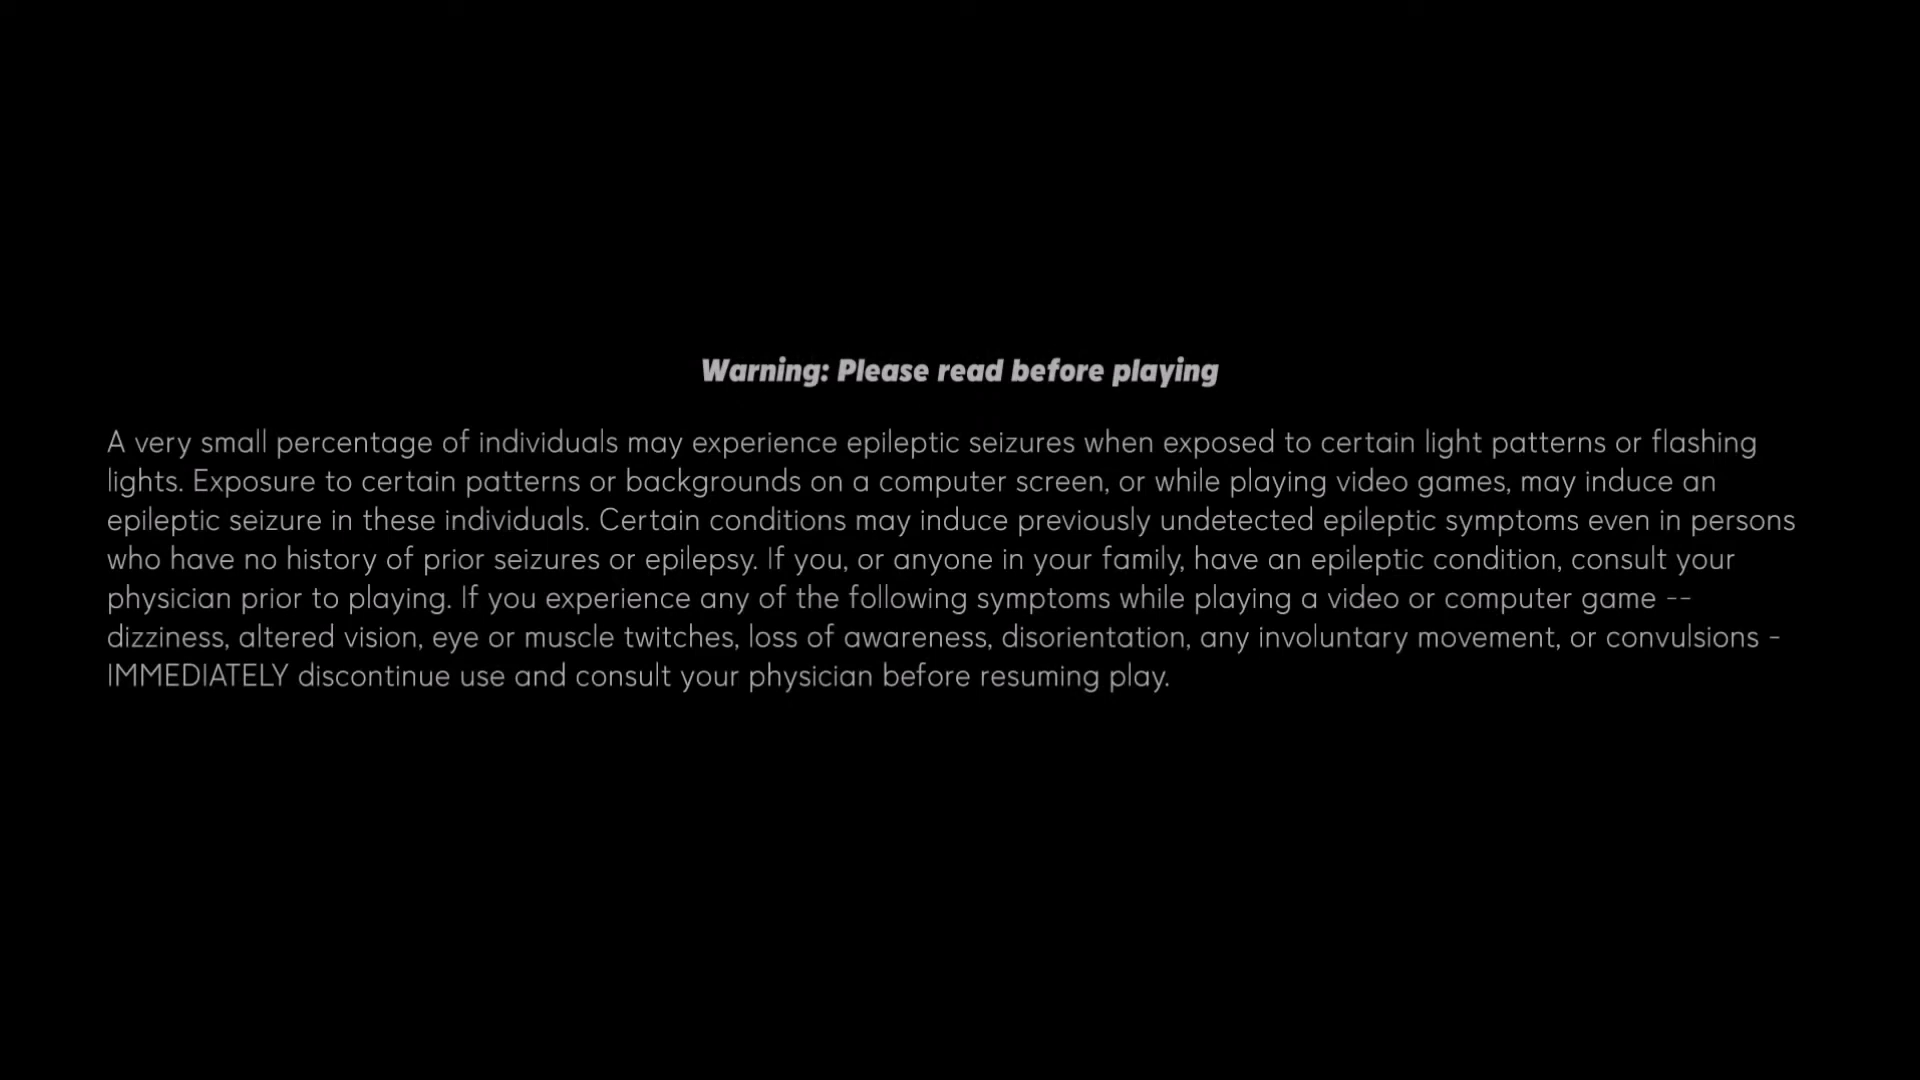 Warning: Please read before playing
A very small percentage of individuals may experience epileptic seizures when exposed to certain light patterns or flashing
lights. Exposure to certain patterns or backgrounds on a computer screen, or while playing video games, may induce an
epileptic seizure in these individuals. Certain conditions may induce previously undetected epileptic symptoms even in persons
who have no history of prior seizures or epilepsy. If you, or anyone in your family, have an epileptic condition, consult your
physician prior to playing. If you experience any of the following symptoms while playing a video or computer game --
dizziness, altered vision, eye or muscle twitches, loss of awareness, disorientation, any involuntary movement, or convulsions -
IMMEDIATELY discontinue use and consult your physician before resuming play.